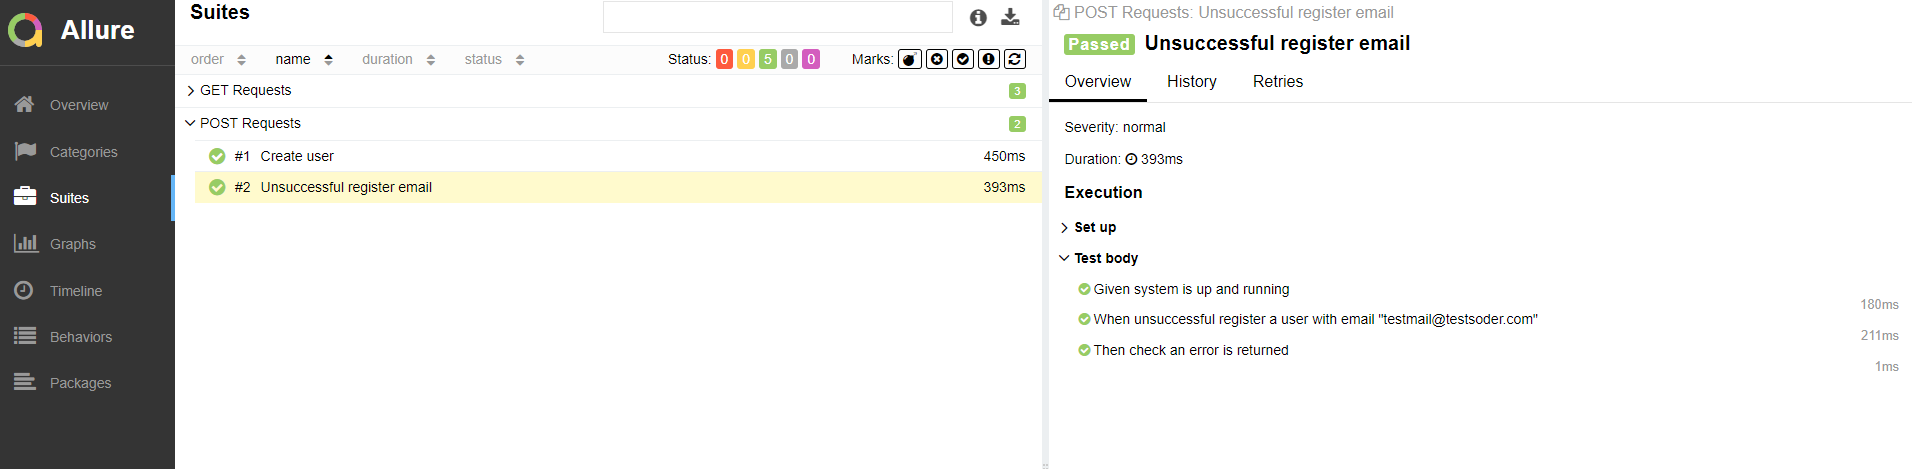 Allure
Overview
Categories
Suites
Graphs
Timeline
Behaviors
Packages
Suites
order name duration status Status: 0 0 5 0 0 Marks:
GET Requests 3
POST Requests 2
#1 Create user 450ms
#2 Unsuccessful register email 393ms
POST Requests: Unsuccessful register email
Passed Unsuccessful register email
Overview History Retries
Severity: normal
Duration: 393ms
Execution
Set up
Test body
Given system is up and running
180ms
When unsuccessful register a user with email "testmail@testsoder.com"
211ms
Then check an error is returned
1ms